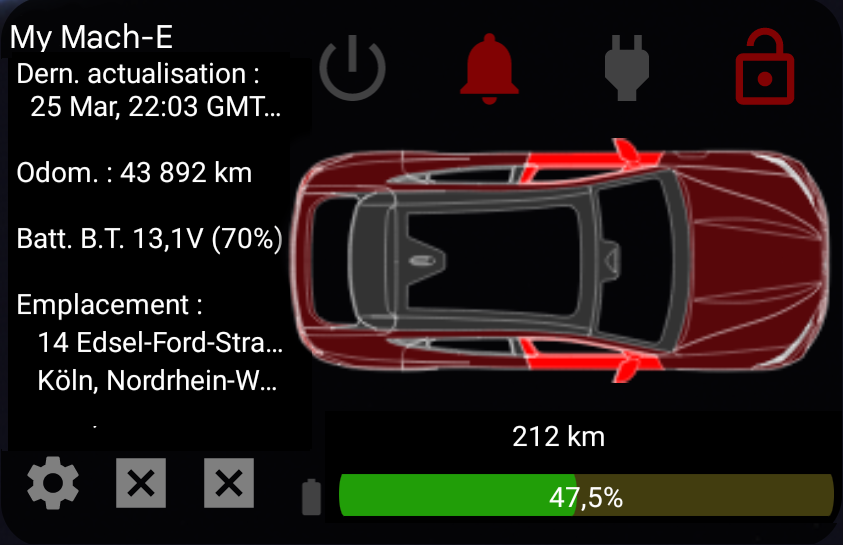 My Mach-E
Dern. actualisation :
25 Mar, 22:03 GMT...
Odom. : 43 892 km
Batt. B.T. 13,1V (70%)
Emplacement :
14 Edsel-Ford-Stra...
Köln, Nordrhein-W...
212 km
47,5%